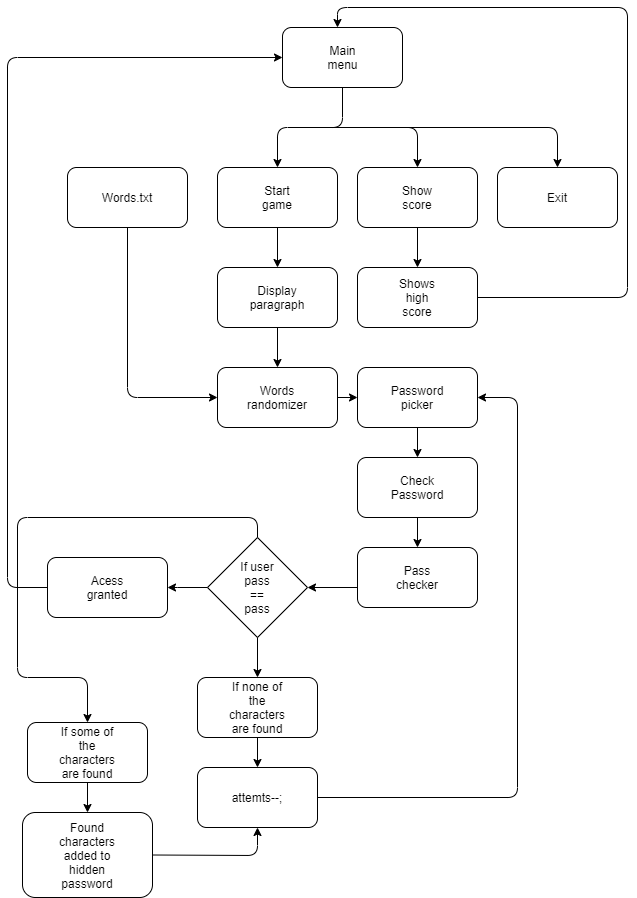 Main
menu
Words.txt
Start
game
Show
score
Exit
Display
paragraph
Shows
high
score
Words
randomizer
Password
picker
Check
Password
If user
pass
==
pass
Acess
granted
Pass
checker
If none of
the
characters
are found
If some of
the
characters
are found
attemts--;
Found
characters
added to
hidden
password